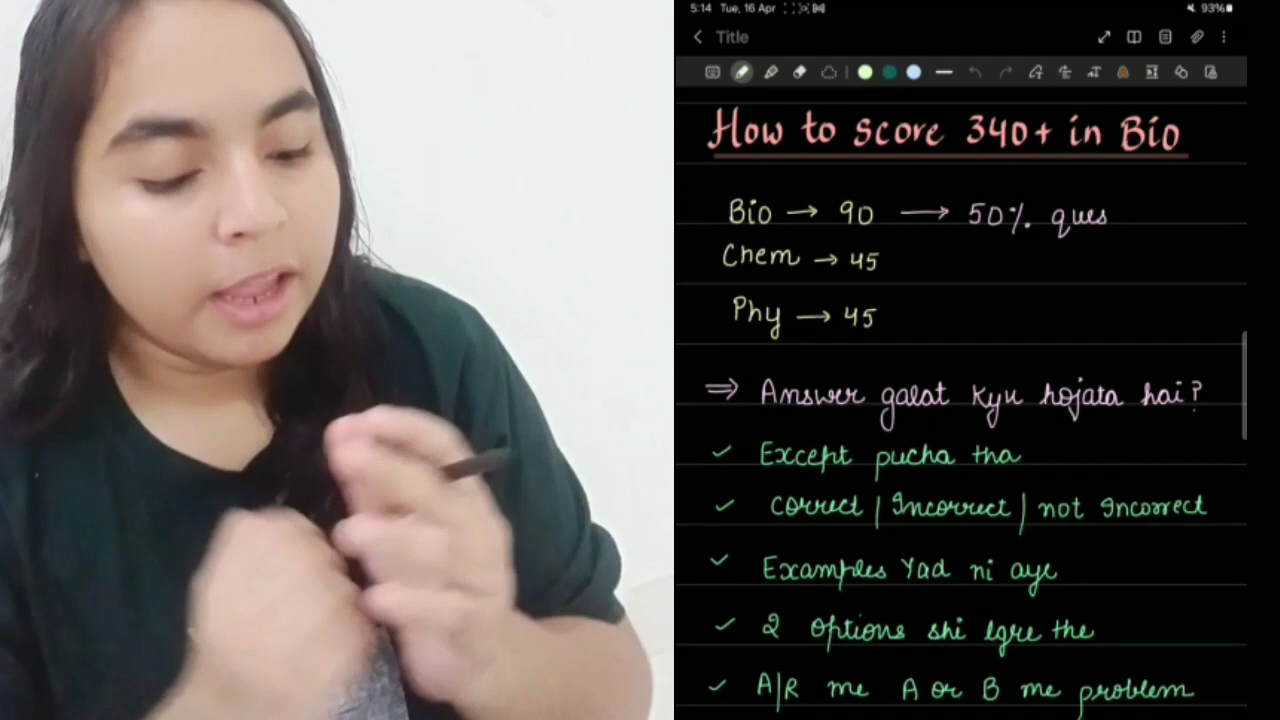 5:14 Tue, 16 Apr 93%
Title
How to score 340+ in Bio
Bio → 90 → 50% ques
Chem → 45
Phy → 45
⇒ Answer galat kyu hojata hai?
✓ Except pucha tha
✓ correct | Incorrect | not Incorrect
✓ Examples Yad ni aye
✓ 2 options shi lgre the
✓ A|R me A or B me problem